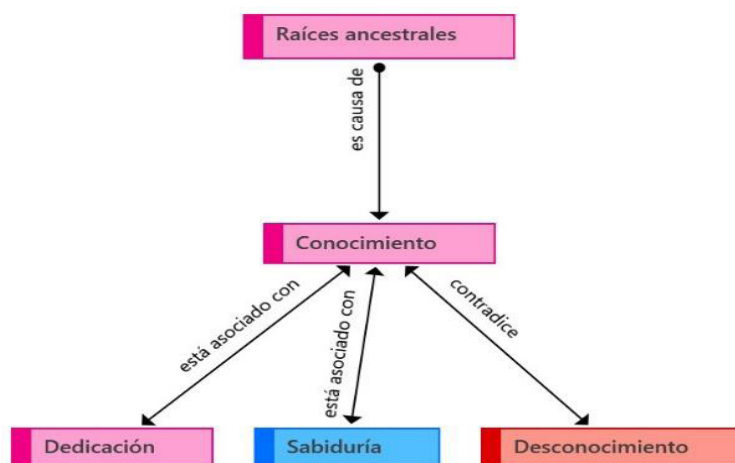 Raíces ancestrales
es causa de
Conocimiento
está asociado con
está asociado con
contradice
Dedicación
Sabiduría
Desconocimiento